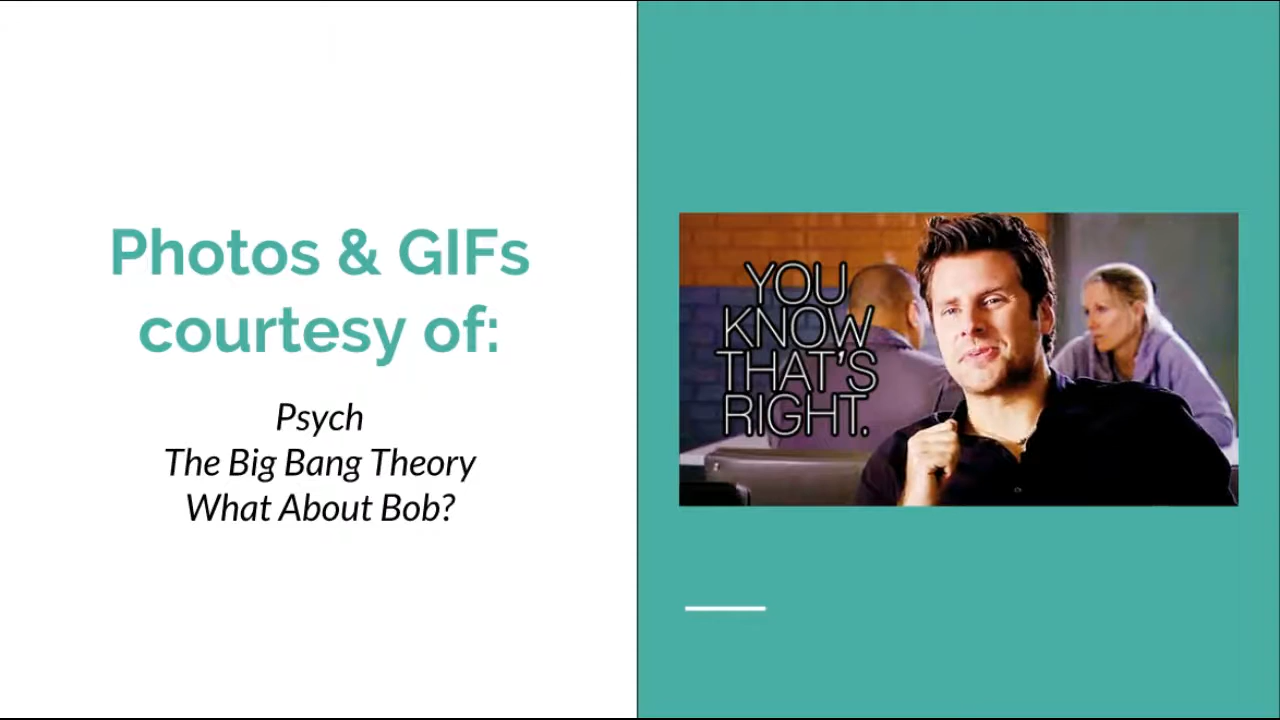 Photos & GIFs
courtesy of:
Psych
The Big Bang Theory
What About Bob?
YOU
KNOW
THAT'S
RIGHT.